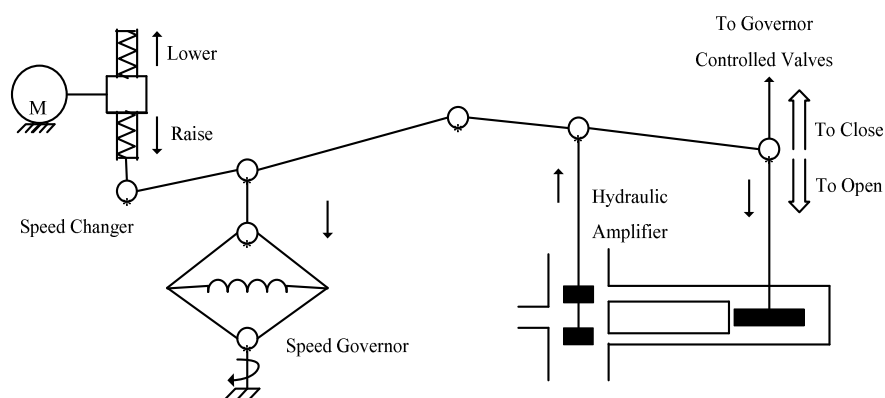 To Governor
Controlled Valves
Lower
M
Raise
To Close
To Open
Hydraulic
Amplifier
Speed Changer
Speed Governor